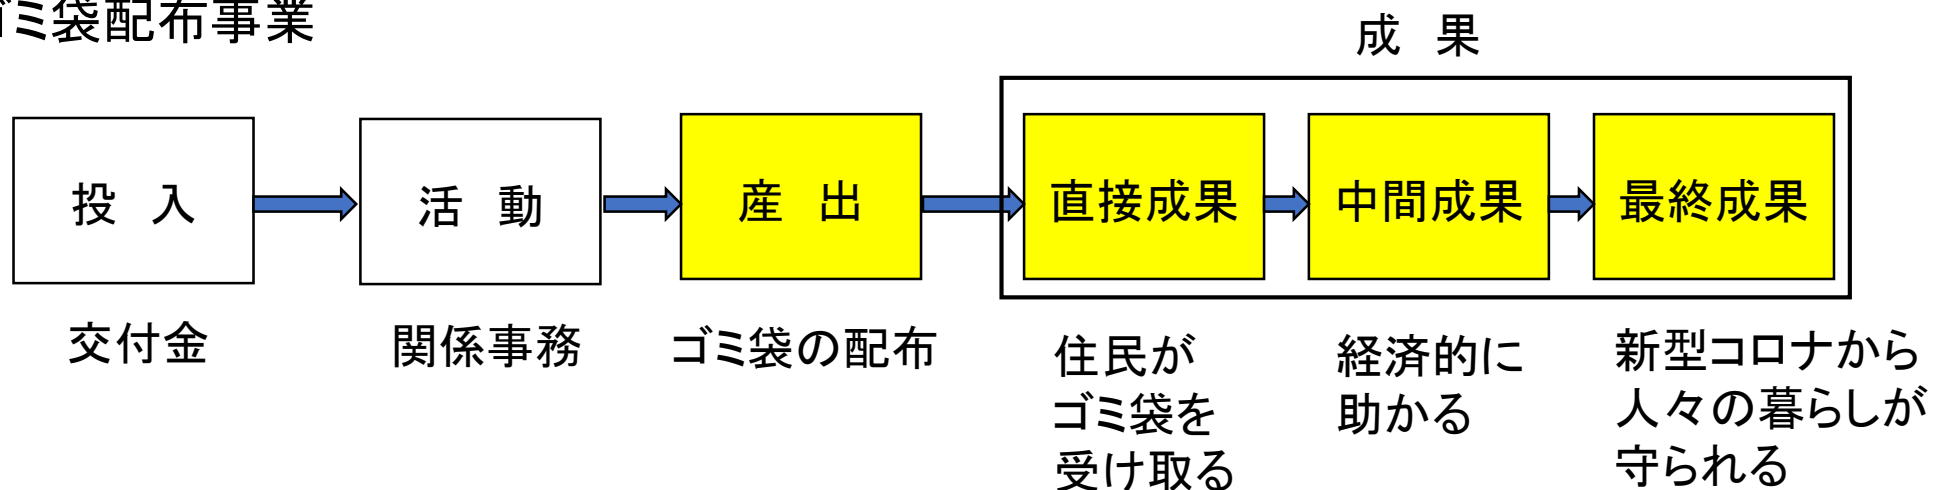 ゴミ袋配布事業
成 果
投 入
活 動
産 出
直接成果
中間成果
最終成果
交付金
関係事務
ゴミ袋の配布
住民が
ゴミ袋を
受け取る
経済的に
助かる
新型コロナから
人々の暮らしが
守られる